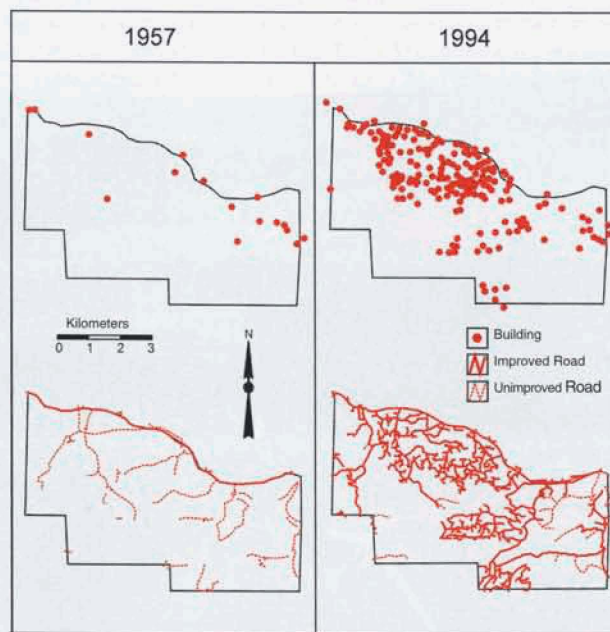 1957
1994
Kilometers
0 1 2 3
N
Building
Improved Road
Unimproved Road